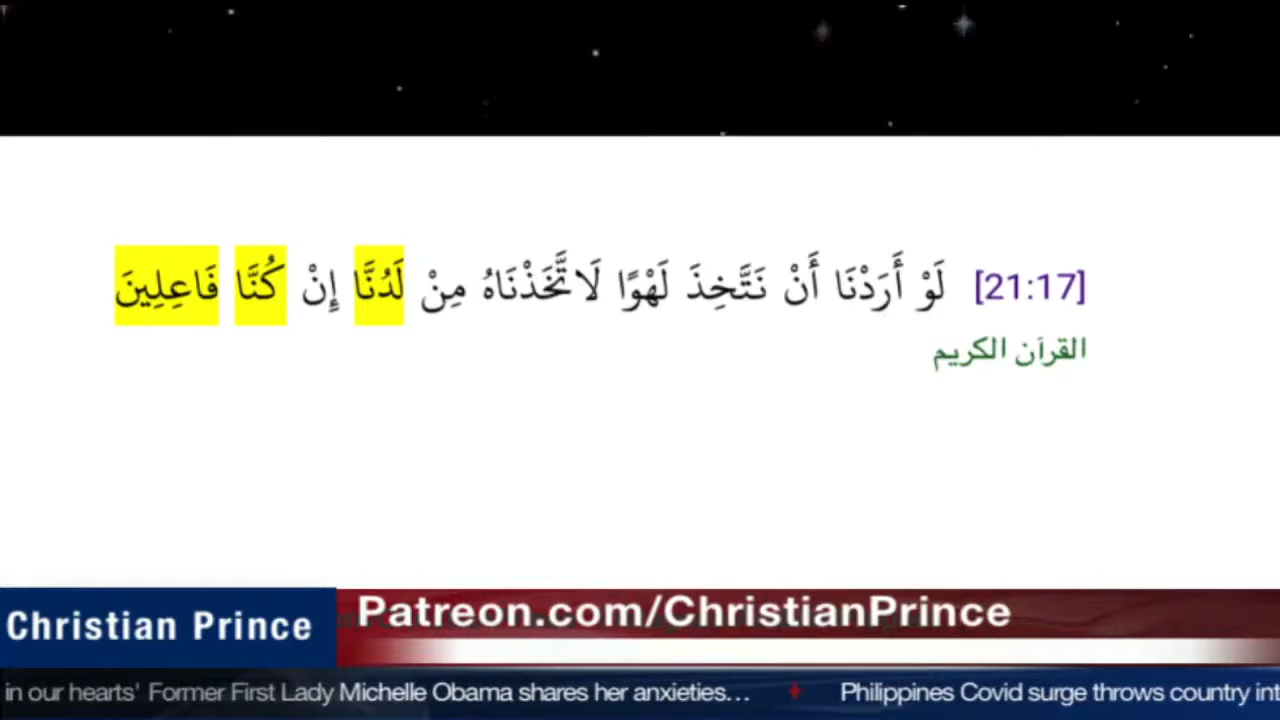 [21:17] لَوْ أَرَدْنَا أَنْ نَتَّخِذَ لَهْوًا لَاتَّخَذْنَاهُ مِنْ لَدُنَّا إِنْ كُنَّا فَاعِلِينَ
القرآن الكريم
Patreon.com/ChristianPrince
Christian Prince
in our hearts' Former First Lady Michelle Obama shares her anxieties... Philippines Covid surge throws country int